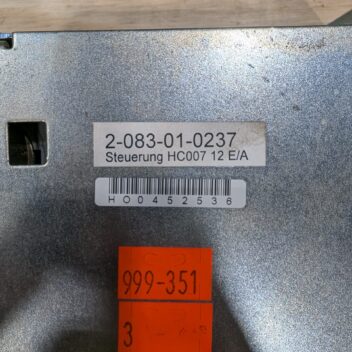 2-083-01-0237
Steuerung HC007 12 E/A
HO0452536
999-351
3